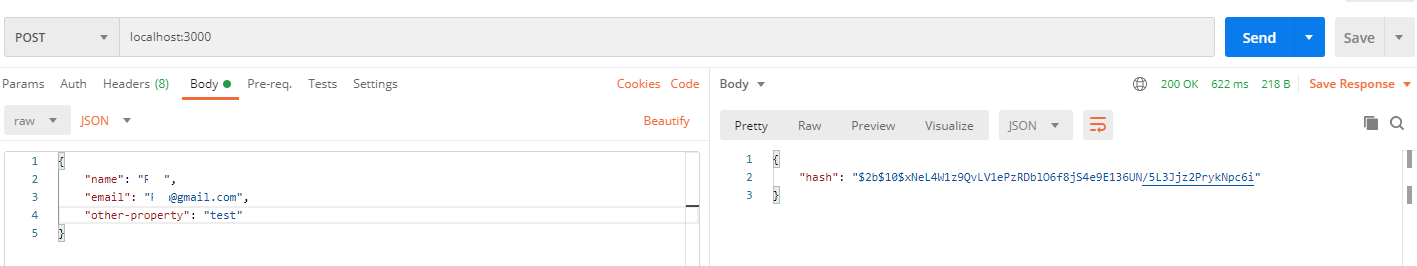 POST localhost:3000 Send Save
Params Auth Headers (8) Body Pre-req. Tests Settings Cookies Code
raw JSON Beautify
1 {
2 "name": " ",
3 "email": " @gmail.com",
4 "other-property": "test"
5 }
Body 200 OK 622 ms 218 B Save Response
Pretty Raw Preview Visualize JSON
1 {
2 "hash": "$2b$10$xNeL4W1z9QvLV1ePzRDblO6f8jS4e9E136UN/5L3Jjz2PrykNpc6i"
3 }